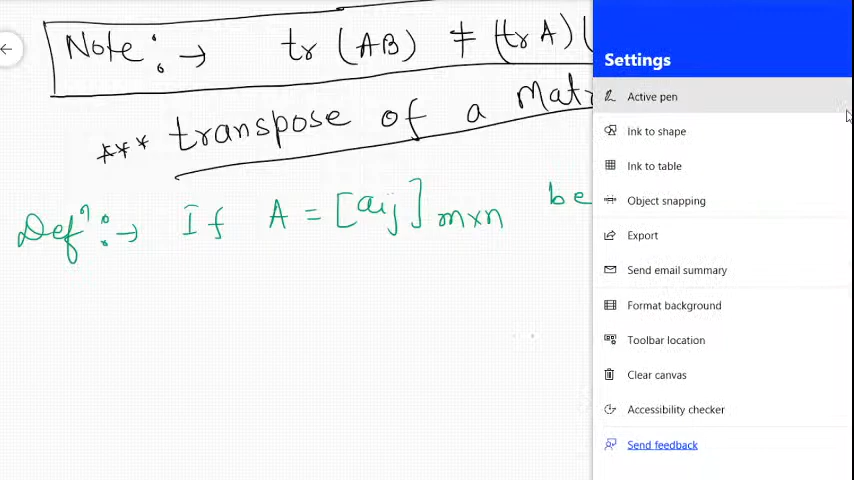 Note :→ tr (AB) ≠ (trA)(
*** transpose of a Matr
Defⁿ :→ If A = [aij] m×n be
Settings
Active pen
Ink to shape
Ink to table
Object snapping
Export
Send email summary
Format background
Toolbar location
Clear canvas
Accessibility checker
Send feedback